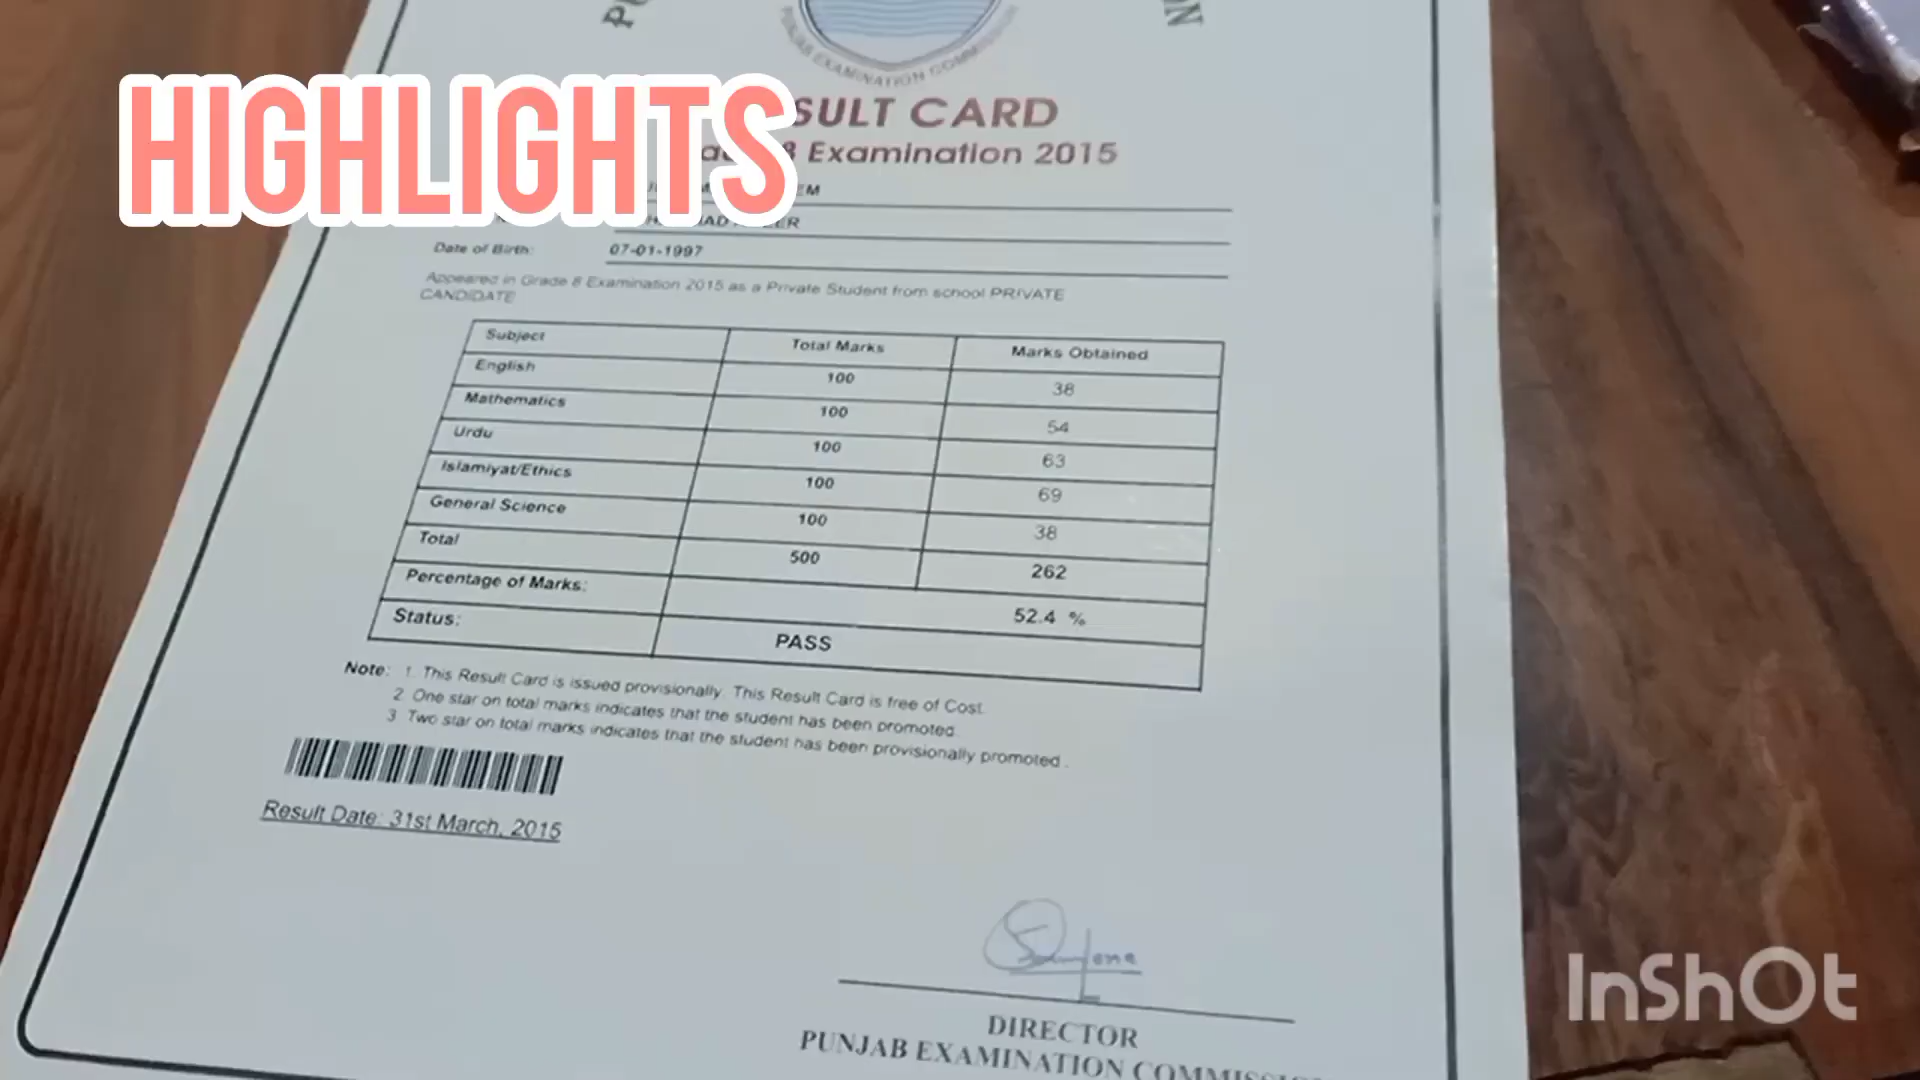 PUNJAB EXAMINATION COMMISSION
HIGHLIGHTS
SULT CARD
8 Examination 2015
Date of Birth: 07-01-1997
Appeared in Grade 8 Examination 2015 as a Private Student from school PRIVATE
CANDIDATE
Subject Total Marks Marks Obtained
English 100 38
Mathematics 100 54
Urdu 100 63
Islamiyat/Ethics 100 69
General Science 100 38
Total 500 262
Percentage of Marks: 52.4 %
Status: PASS
Note: 1. This Result Card is issued provisionally. This Result Card is free of Cost.
2. One star on total marks indicates that the student has been promoted.
3. Two star on total marks indicates that the student has been provisionally promoted.
Result Date: 31st March, 2015
DIRECTOR
PUNJAB EXAMINATION COMMISSI
InShOt